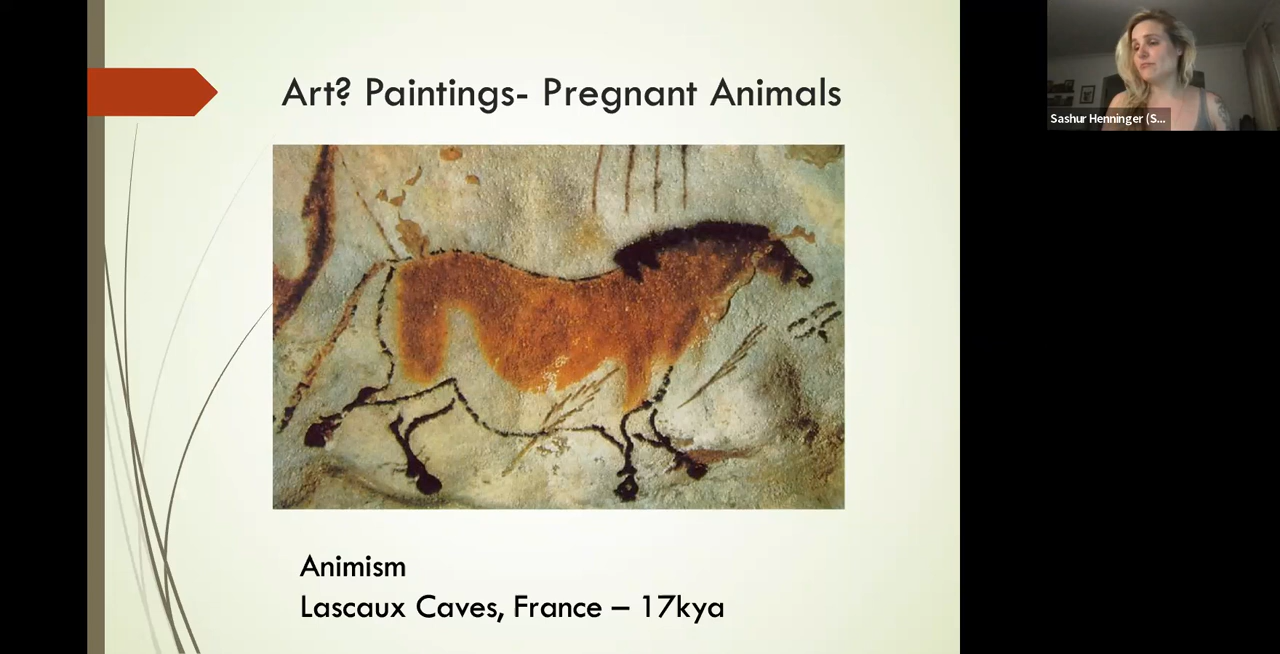 Art? Paintings- Pregnant Animals
Sashur Henninger (S...
Animism
Lascaux Caves, France – 17kya